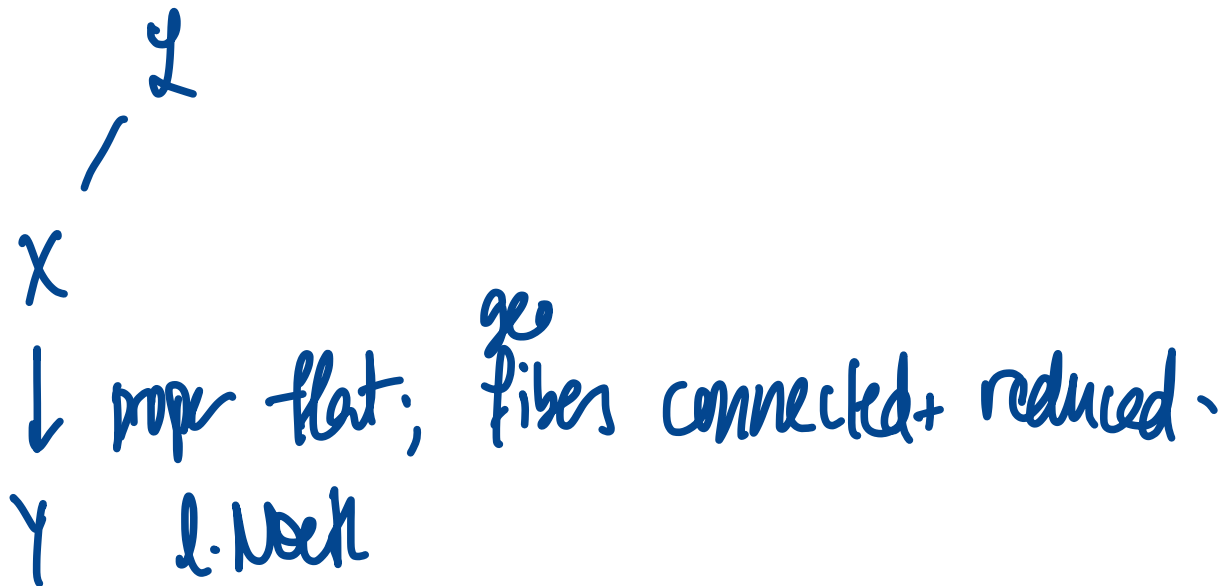 ℒ
X
geo
↓ proper flat; fibers connected + reduced.
Y l. Noeth